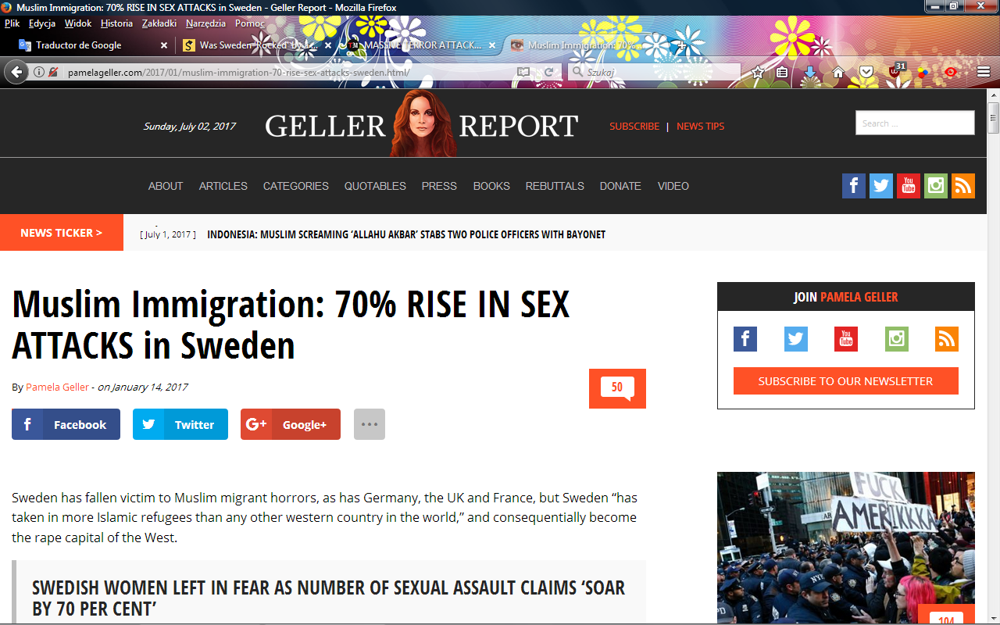 Muslim Immigration: 70% RISE IN SEX ATTACKS in Sweden - Geller Report - Mozilla Firefox
Plik Edycja Widok Historia Zakładki Narzędzia Pomoc
Traductor de Google
Was Sweden "Rocked" by a
MASSIVE TERROR ATTACK...
Muslim Immigration: 70%
pamelageller.com/2017/01/muslim-immigration-70-rise-sex-attacks-sweden.html/
Szukaj
31
Sunday, July 02, 2017
GELLER REPORT
SUBSCRIBE | NEWS TIPS
Search ...
ABOUT ARTICLES CATEGORIES QUOTABLES PRESS BOOKS REBUTTALS DONATE VIDEO
You Tube
NEWS TICKER >
[ July 1, 2017 ] INDONESIA: MUSLIM SCREAMING ‘ALLAHU AKBAR’ STABS TWO POLICE OFFICERS WITH BAYONET
Muslim Immigration: 70% RISE IN SEX
ATTACKS in Sweden
By Pamela Geller - on January 14, 2017
50
Facebook
Twitter
G+ Google+
Sweden has fallen victim to Muslim migrant horrors, as has Germany, the UK and France, but Sweden “has
taken in more Islamic refugees than any other western country in the world,” and consequentially become
the rape capital of the West.
SWEDISH WOMEN LEFT IN FEAR AS NUMBER OF SEXUAL ASSAULT CLAIMS ‘SOAR
BY 70 PER CENT’
JOIN PAMELA GELLER
You Tube
SUBSCRIBE TO OUR NEWSLETTER
FUCK
AMERIKKKA
104